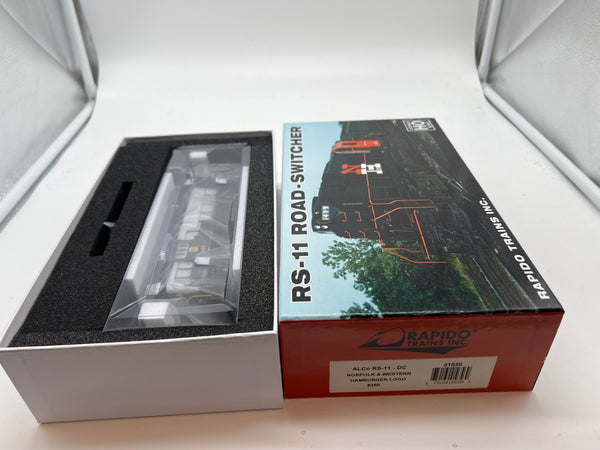 RS-11 ROAD-SWITCHER
HO
N
H
RAPIDO TRAINS INC.
RAPIDO
TRAINS INC.
ALCo RS-11 - DC
31020
NORFOLK & WESTERN
HAMBURGER LOGO